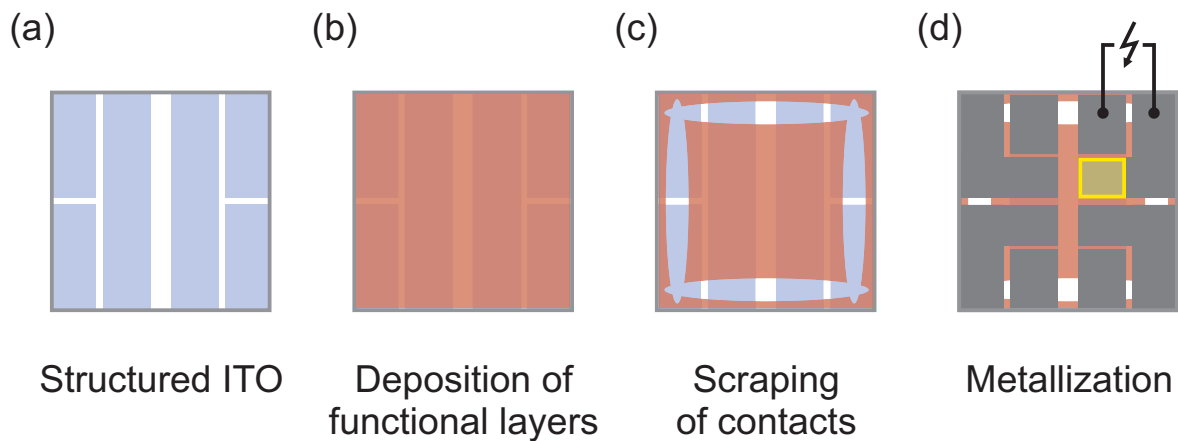 (a)
(b)
(c)
(d)
Structured ITO
Deposition of
functional layers
Scraping
of contacts
Metallization